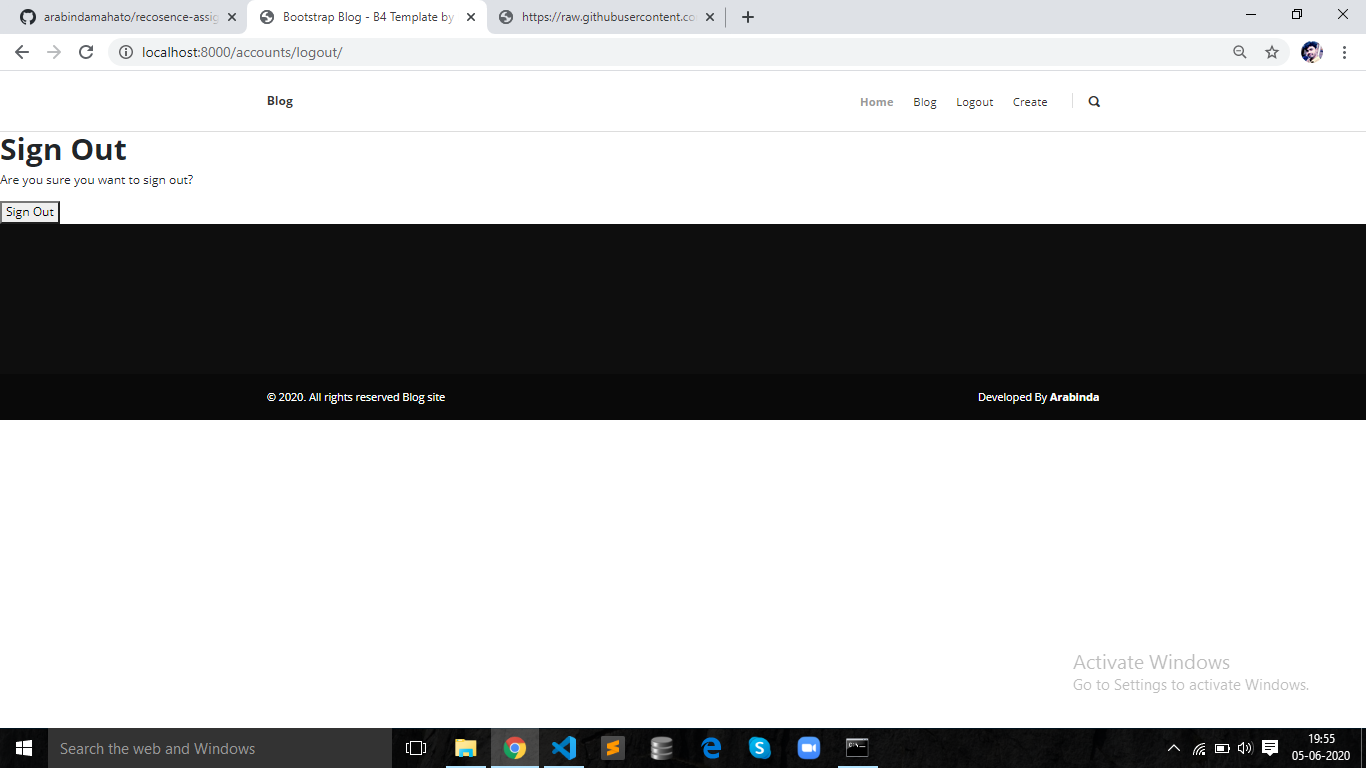 arabindamahato/recosence-assig
Bootstrap Blog - B4 Template by
https://raw.githubusercontent.co
localhost:8000/accounts/logout/
Blog
Home Blog Logout Create
Sign Out
Are you sure you want to sign out?
Sign Out
© 2020. All rights reserved Blog site
Developed By Arabinda
Activate Windows
Go to Settings to activate Windows.
Search the web and Windows
19:55
05-06-2020